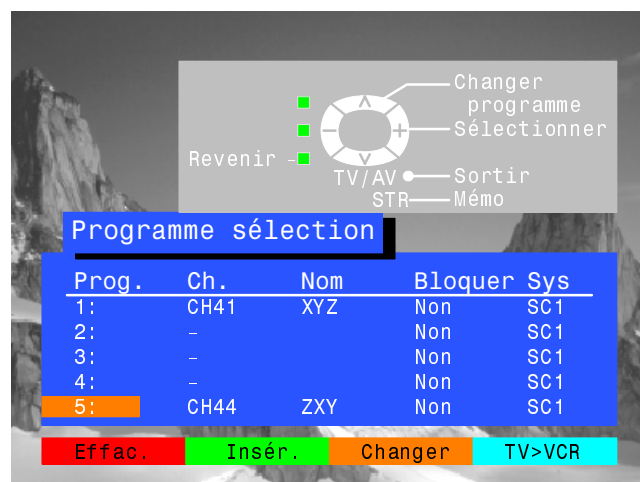 Changer
programme
Sélectionner
Revenir
TV/AV Sortir
STR Mémo
Programme sélection
Prog. Ch. Nom Bloquer Sys
1: CH41 XYZ Non SC1
2: - Non SC1
3: - Non SC1
4: - Non SC1
5: CH44 ZXY Non SC1
Effac. Insér. Changer TV>VCR